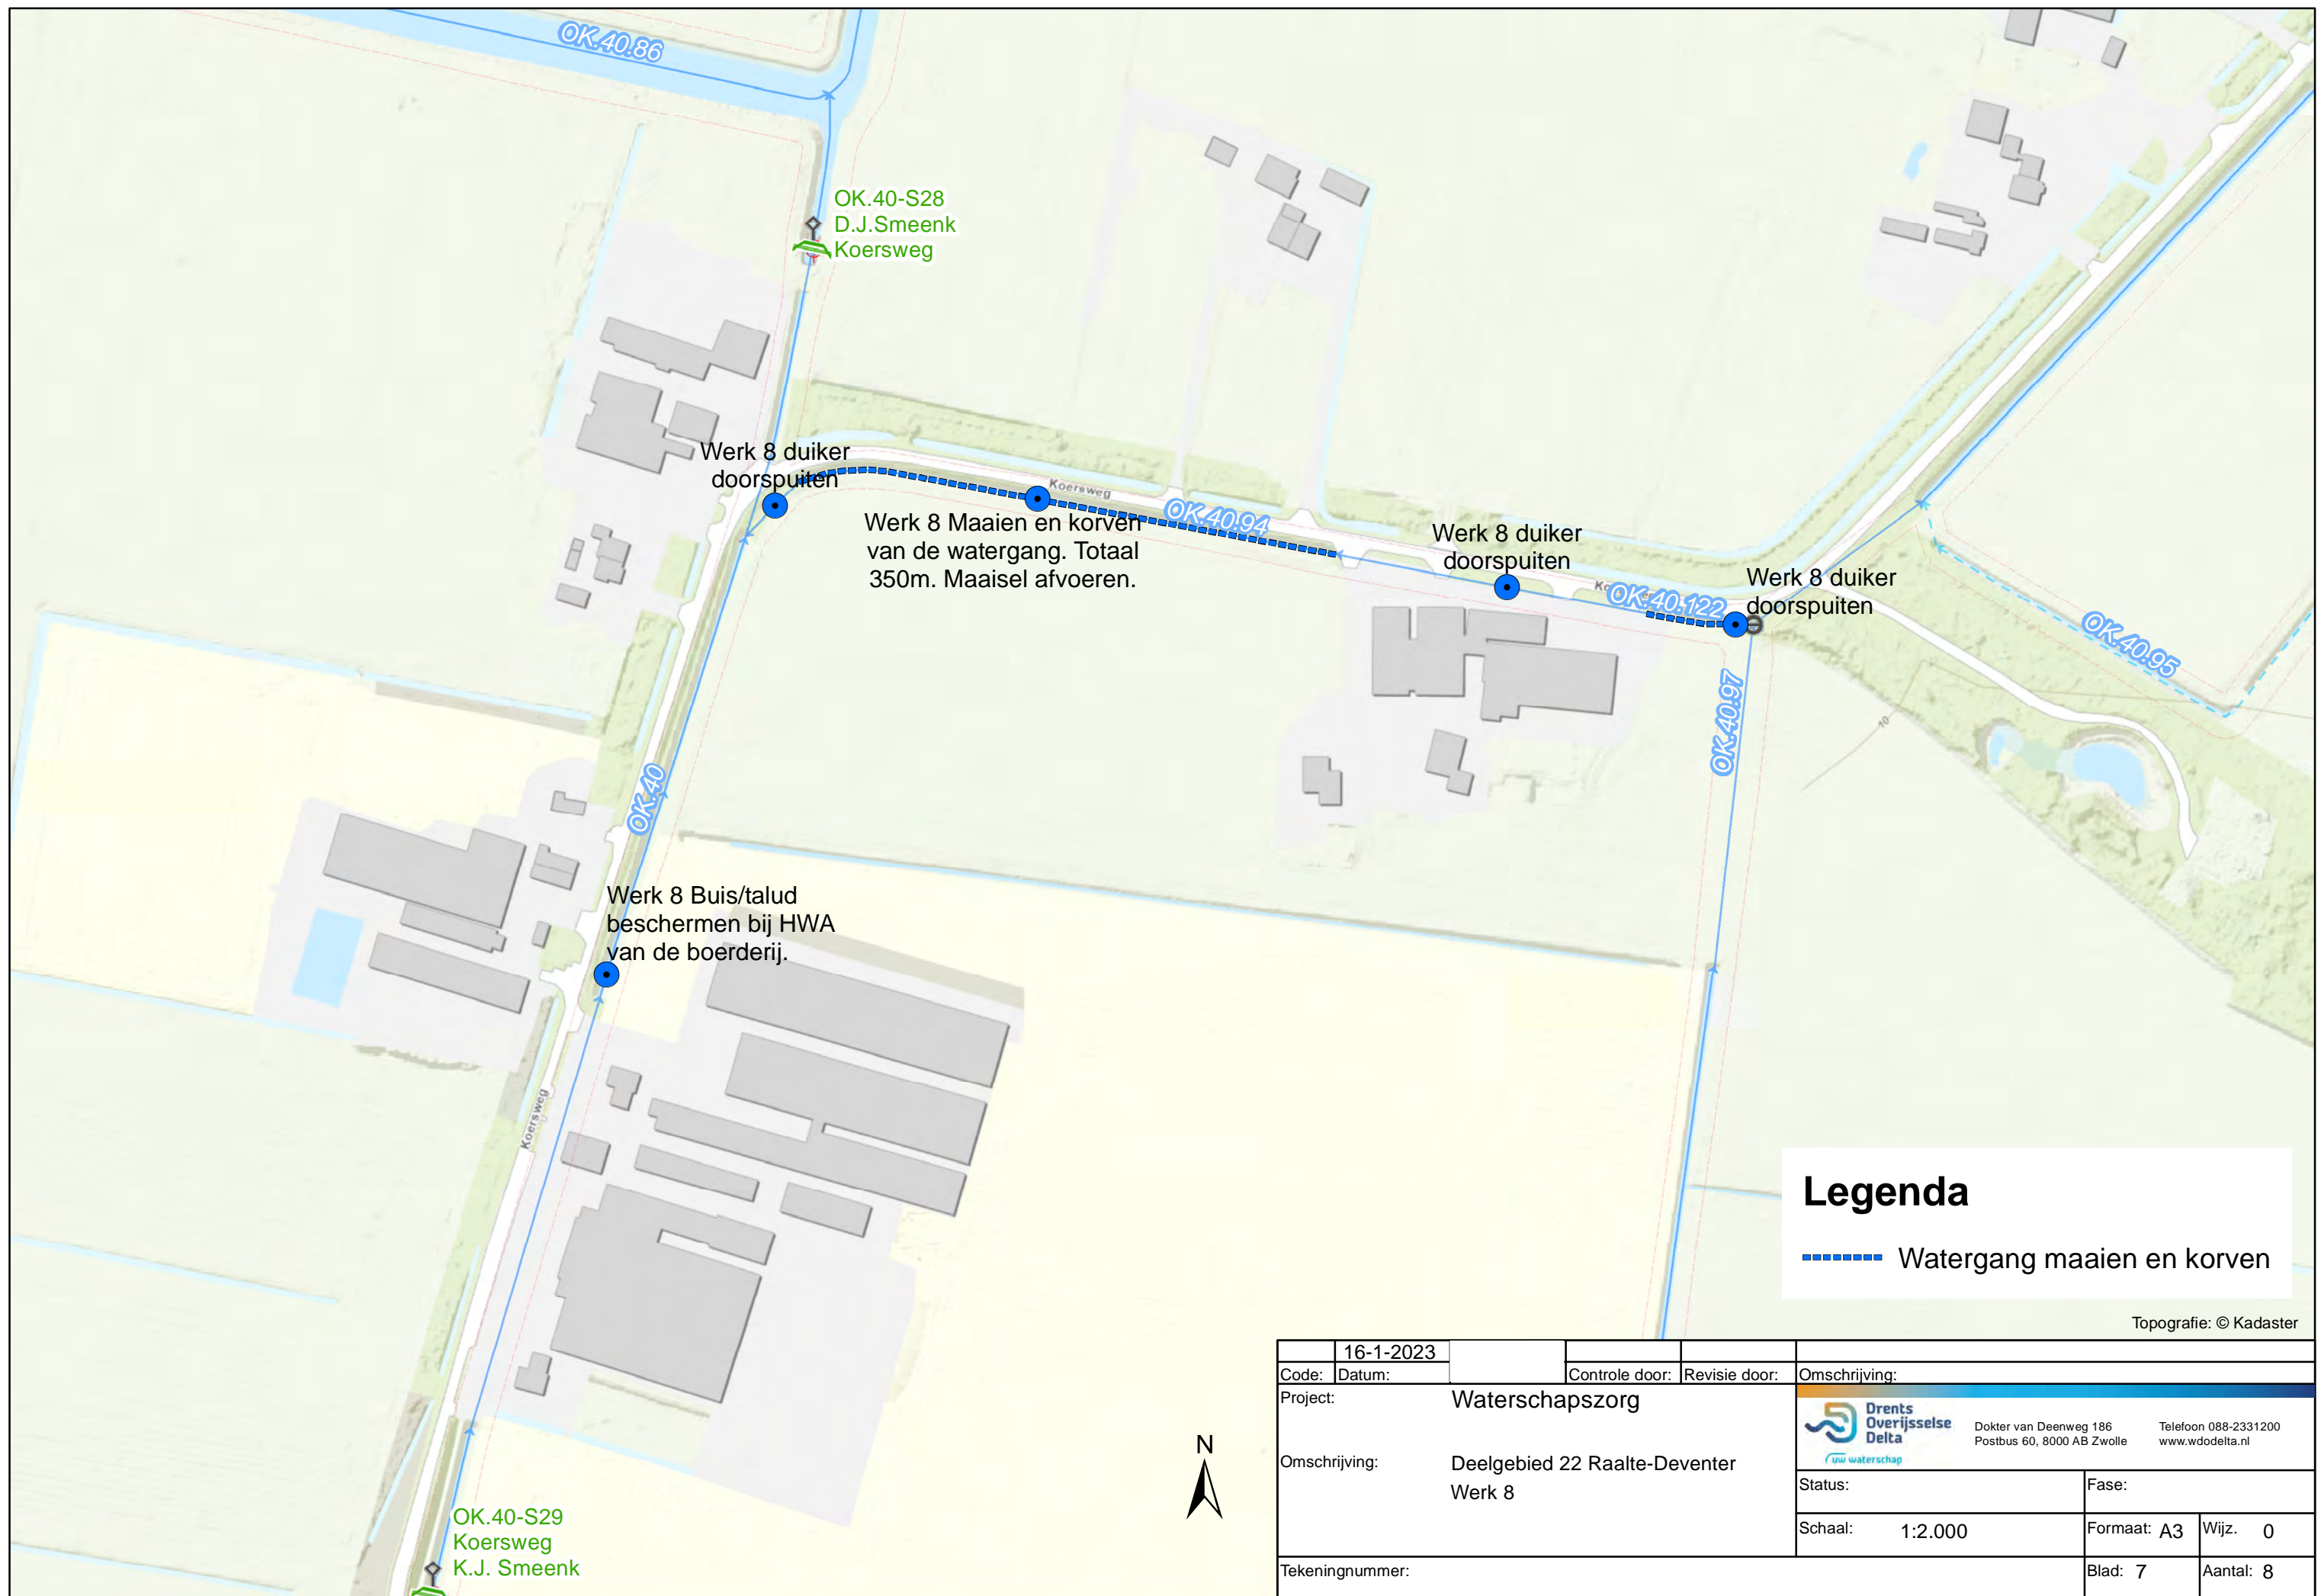 OK.40.86
OK.40-S28
D.J.Smeenk
Koersweg
Werk 8 duiker
doorspuiten
Koersweg
OK.40.94
Werk 8 Maaien en korven
van de watergang. Totaal
350m. Maaisel afvoeren.
Werk 8 duiker
doorspuiten
OK.40.122
Werk 8 duiker
doorspuiten
OK.40.95
OK.40.97
10
OK.40
Werk 8 Buis/talud
beschermen bij HWA
van de boerderij.
Koersweg
OK.40-S29
Koersweg
K.J. Smeenk
N
Legenda
Watergang maaien en korven
Topografie: © Kadaster
16-1-2023
Code: Datum: Controle door: Revisie door: Omschrijving:
Project: Waterschapszorg
Omschrijving: Deelgebied 22 Raalte-Deventer
Werk 8
Drents
Overijsselse
Delta
uw waterschap
Dokter van Deenweg 186
Postbus 60, 8000 AB Zwolle
Telefoon 088-2331200
www.wdodelta.nl
Status: Fase:
Schaal: 1:2.000 Formaat: A3 Wijz. 0
Tekeningnummer: Blad: 7 Aantal: 8